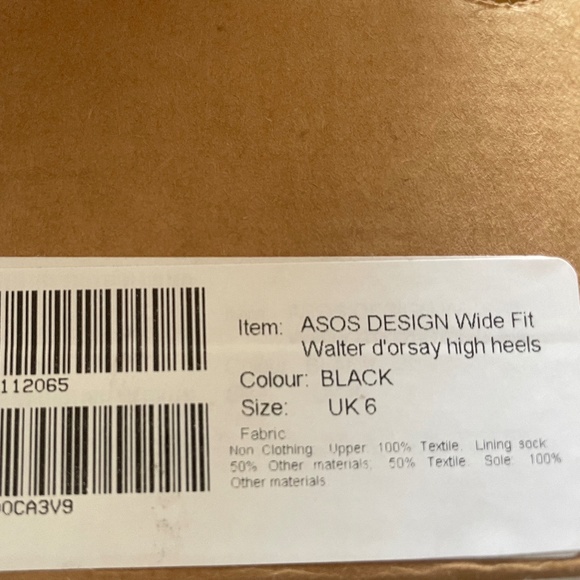 112065
OCA3V9
Item: ASOS DESIGN Wide Fit
Walter d'orsay high heels
Colour: BLACK
Size: UK 6
Fabric
Non Clothing Upper 100% Textile. Lining sock
50% Other materials; 50% Textile Sole: 100%
Other materials